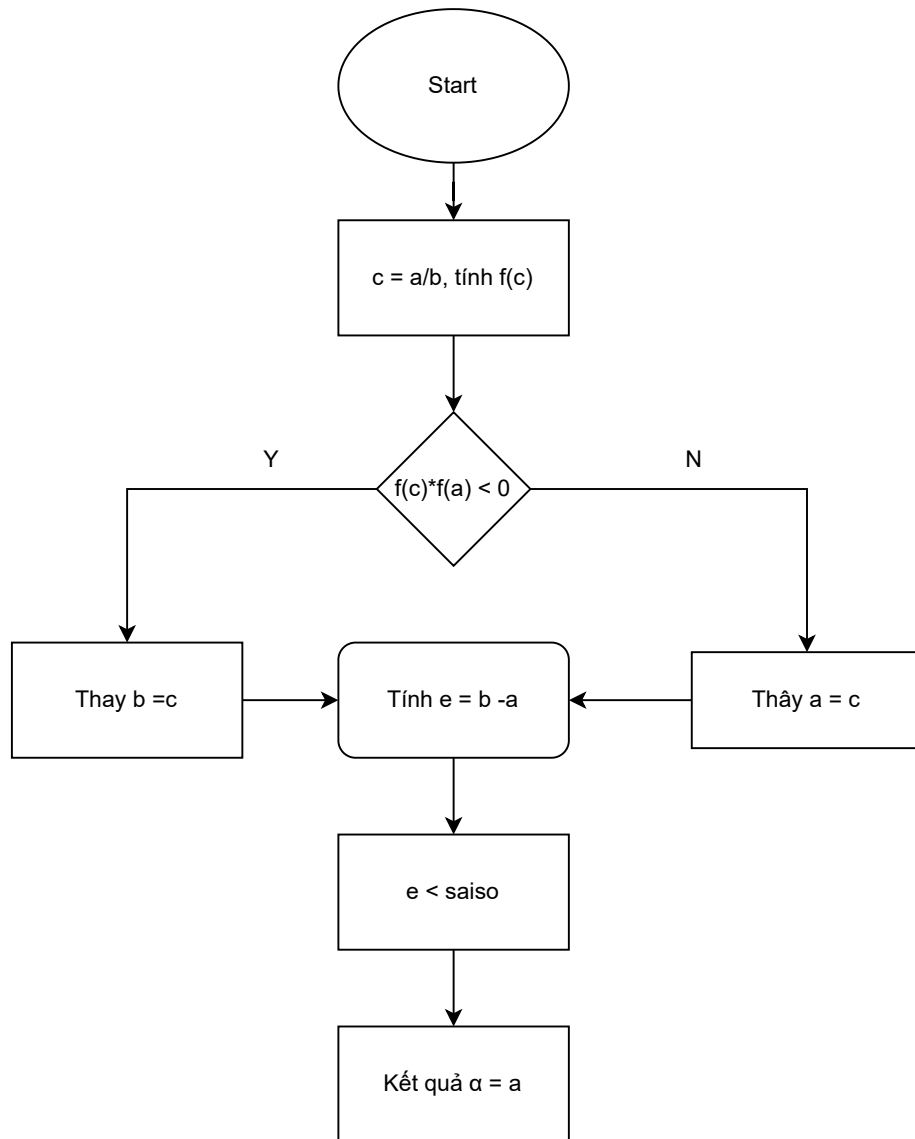 Start
c = a/b, tính f(c)
f(c)*f(a) < 0
Y
N
Thay b =c
Tính e = b -a
Thây a = c
e < saiso
Kết quả α = a